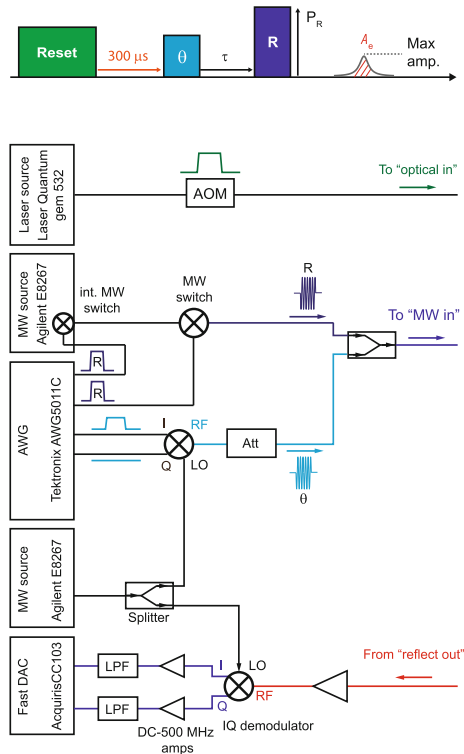 Reset
300 µs
θ
τ
R
P_R
A_e
Max
amp.
Laser source
Laser Quantum
gem 532
AOM
To “optical in”
MW source
Agilent E8267
int. MW
switch
MW
switch
R
To “MW in”
R
R
AWG
Tektronix AWG5011C
I
Q
RF
LO
Att
θ
MW source
Agilent E8267
Splitter
Fast DAC
AcquirisCC103
LPF
LPF
DC-500 MHz
amps
I
Q
LO
RF
IQ demodulator
From “reflect out”